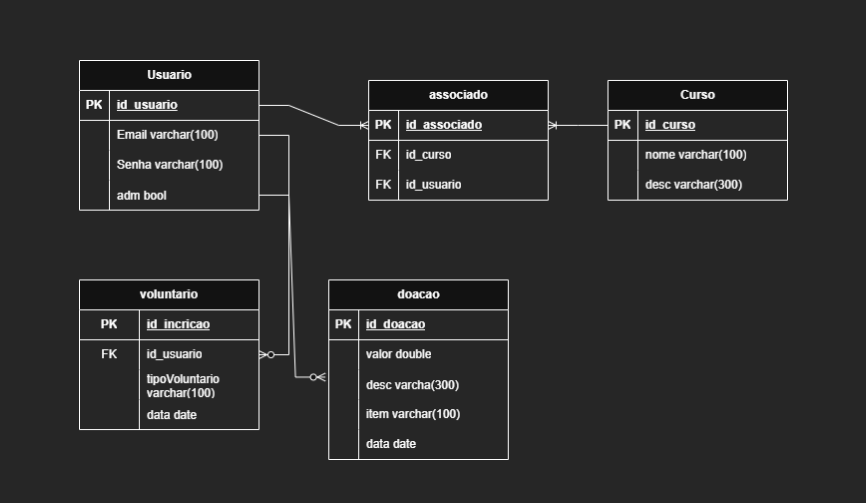 Usuario
PK id_usuario
Email varchar(100)
Senha varchar(100)
adm bool
associado
PK id_associado
FK id_curso
FK id_usuario
Curso
PK id_curso
nome varchar(100)
desc varchar(300)
voluntario
PK id_incricao
FK id_usuario
tipoVoluntario
varchar(100)
data date
doacao
PK id_doacao
valor double
desc varcha(300)
item varchar(100)
data date